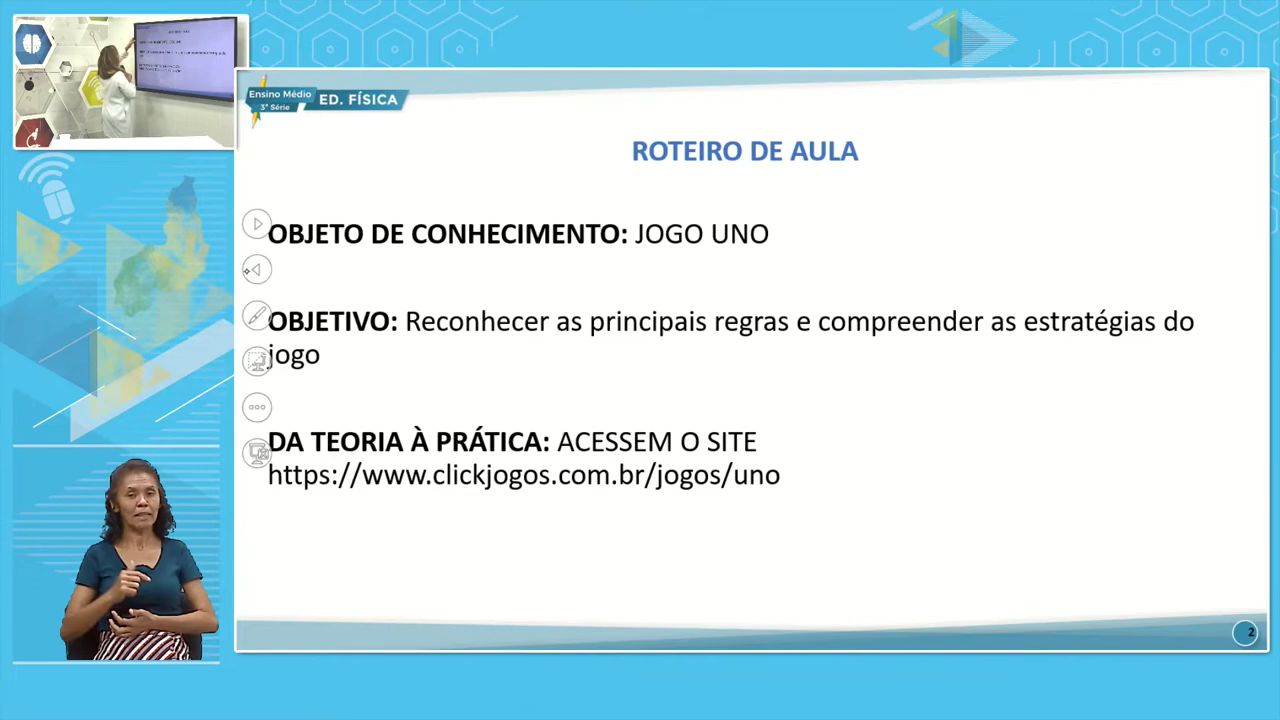 Ensino Médio
3ª Série
ED. FÍSICA
ROTEIRO DE AULA
OBJETO DE CONHECIMENTO: JOGO UNO
OBJETIVO: Reconhecer as principais regras e compreender as estratégias do
jogo
DA TEORIA À PRÁTICA: ACESSEM O SITE
https://www.clickjogos.com.br/jogos/uno
2